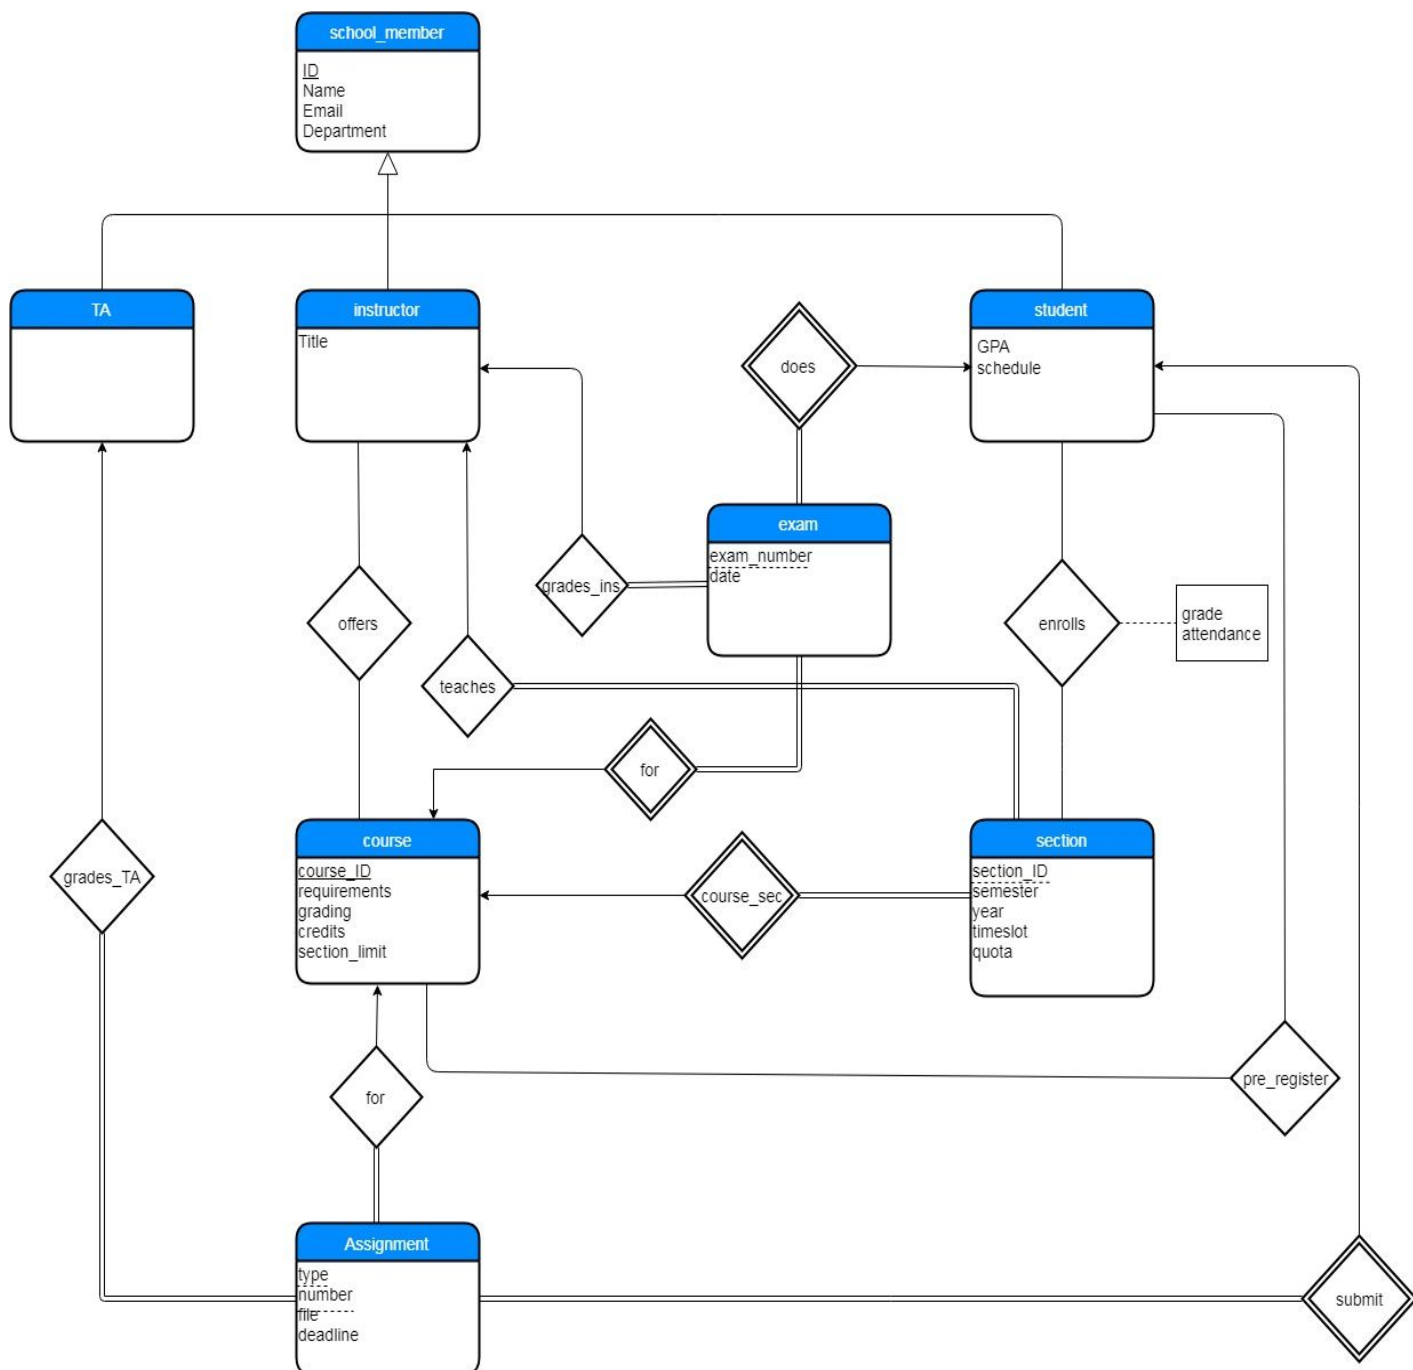 school_member
ID
Name
Email
Department
TA
instructor
Title
student
GPA
schedule
does
exam
exam_number
date
grades_ins
offers
enrolls
grade
attendance
teaches
for
course
course_ID
requirements
grading
credits
section_limit
grades_TA
course_sec
section
section_ID
semester
year
timeslot
quota
for
pre_register
Assignment
type
number
file
deadline
submit